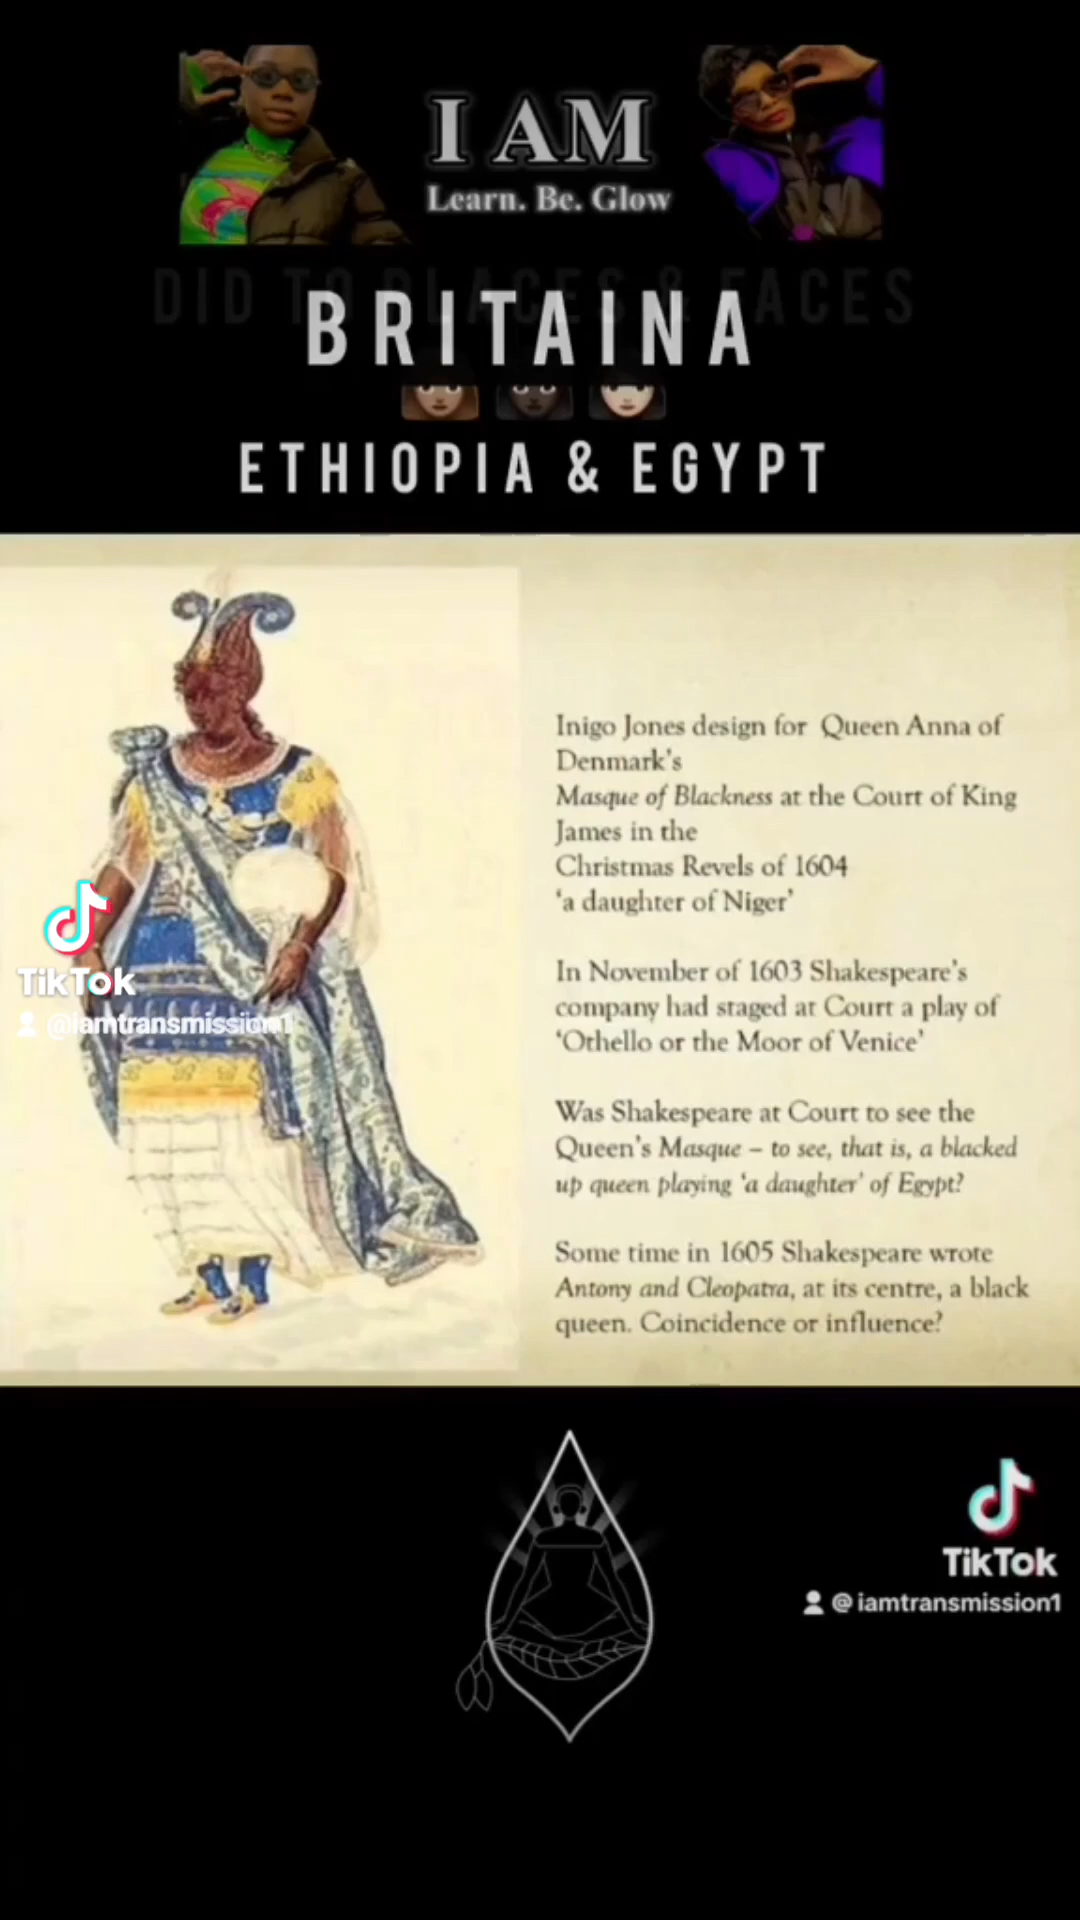 I AM
Learn. Be. Glow
DID TO PLACES & FACES
BRITAINA
ETHIOPIA & EGYPT
Inigo Jones design for Queen Anna of
Denmark's
Masque of Blackness at the Court of King
James in the
Christmas Revels of 1604
'a daughter of Niger'
In November of 1603 Shakespeare's
company had staged at Court a play of
'Othello or the Moor of Venice'
Was Shakespeare at Court to see the
Queen's Masque – to see, that is, a blacked
up queen playing 'a daughter' of Egypt?
Some time in 1605 Shakespeare wrote
Antony and Cleopatra, at its centre, a black
queen. Coincidence or influence?
TikTok
@iamtransmission1
TikTok
@iamtransmission1